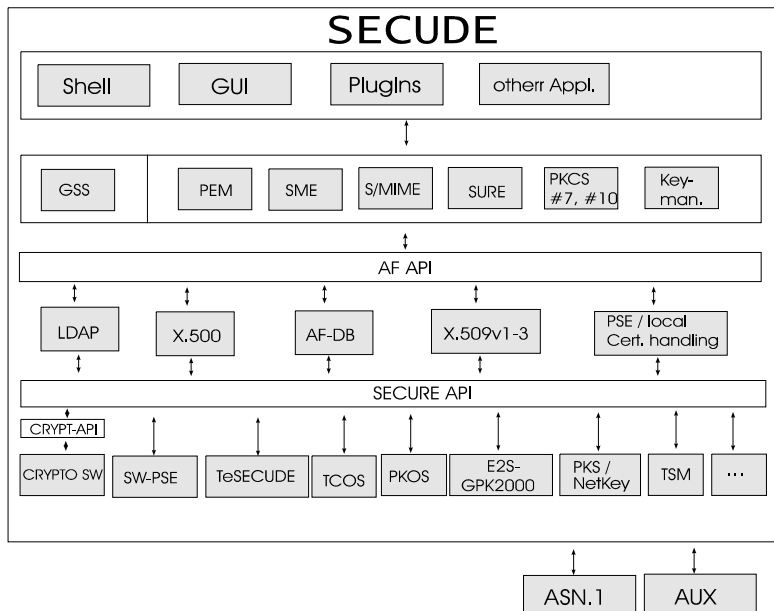 SECUDE
Shell
GUI
PlugIns
otherr Appl.
GSS
PEM
SME
S/MIME
SURE
PKCS
#7, #10
Key-
man.
AF API
LDAP
X.500
AF-DB
X.509v1-3
PSE / local
Cert. handling
SECURE API
CRYPT-API
CRYPTO SW
SW-PSE
TeSECUDE
TCOS
PKOS
E2S-
GPK2000
PKS /
NetKey
TSM
...
ASN.1
AUX